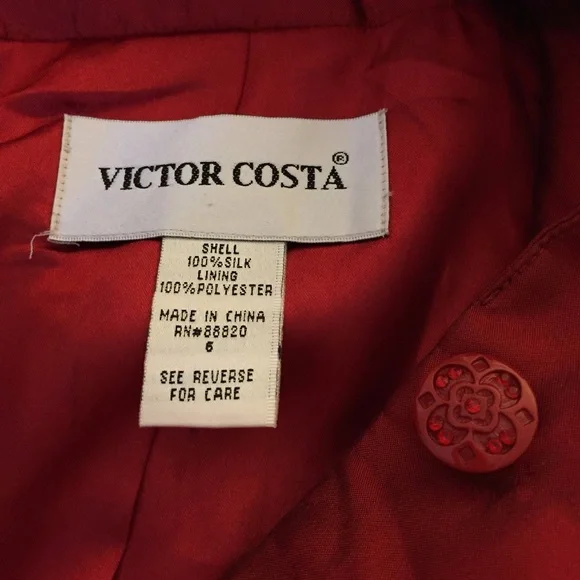 VICTOR COSTA®
SHELL
100%SILK
LINING
100%POLYESTER
MADE IN CHINA
RN#88820
6
SEE REVERSE
FOR CARE